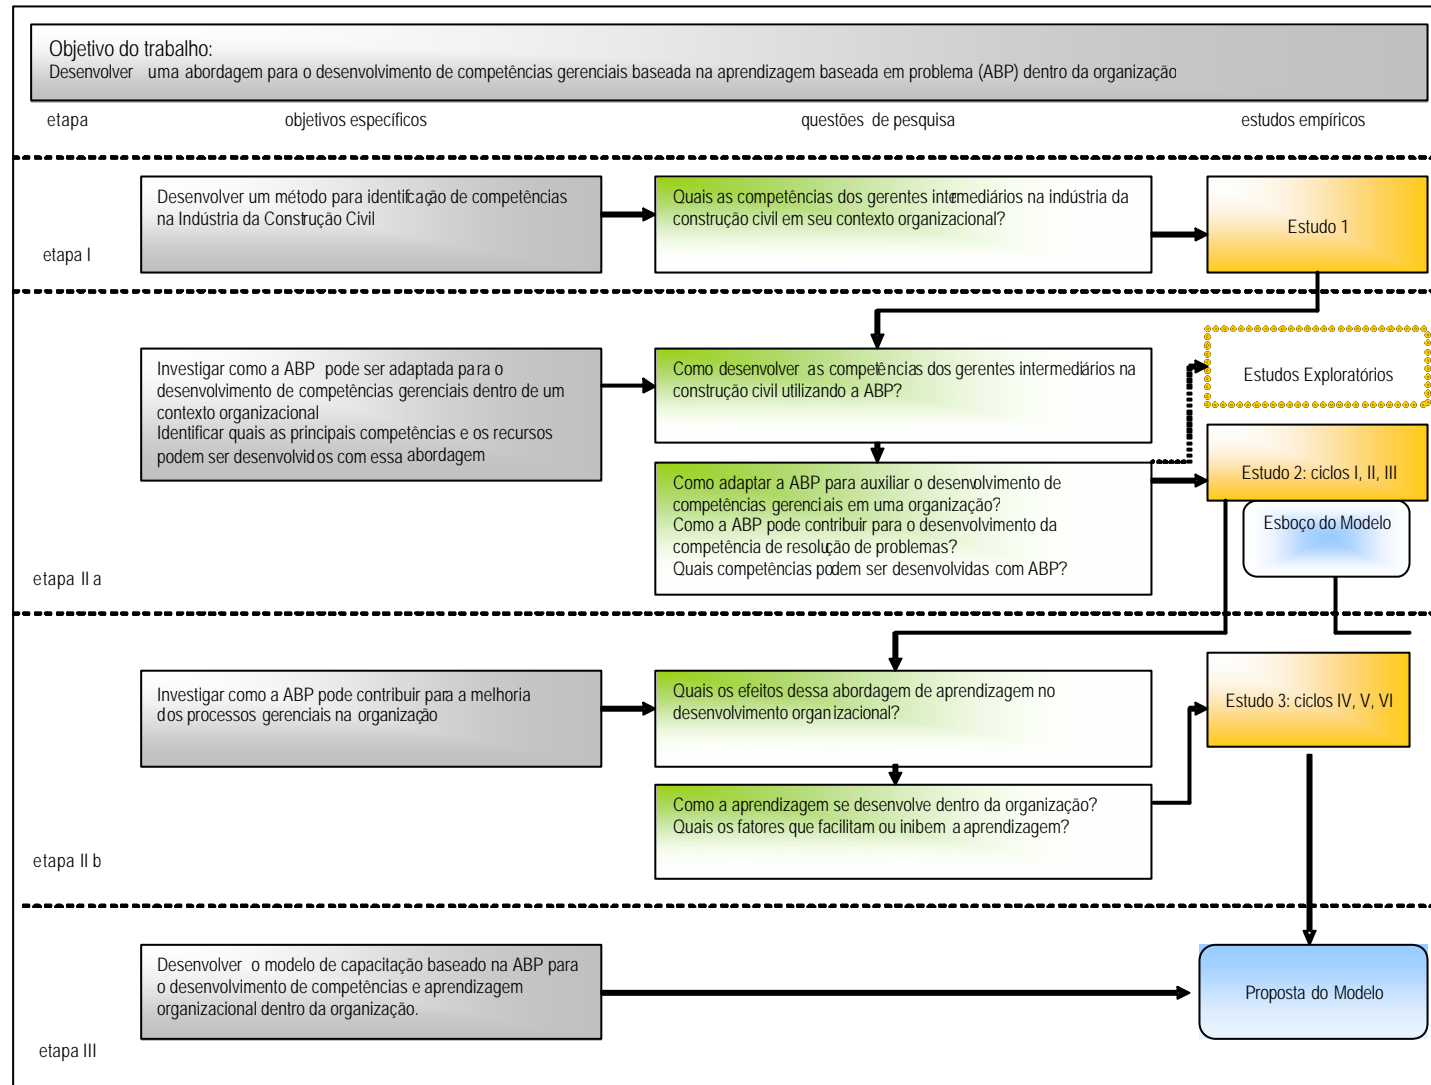 Objetivo do trabalho:
Desenvolver uma abordagem para o desenvolvimento de competências gerenciais baseada na aprendizagem baseada em problema (ABP) dentro da organização
etapa
objetivos específicos
questões de pesquisa
estudos empíricos
Desenvolver um método para identificação de competências
na Indústria da Construção Civil
Quais as competências dos gerentes intermediários na indústria da
construção civil em seu contexto organizacional?
Estudo 1
etapa I
Investigar como a ABP pode ser adaptada para o
desenvolvimento de competências gerenciais dentro de um
contexto organizacional
Identificar quais as principais competências e os recursos
podem ser desenvolvidos com essa abordagem
Como desenvolver as competências dos gerentes intermediários na
construção civil utilizando a ABP?
Estudos Exploratórios
Como adaptar a ABP para auxiliar o desenvolvimento de
competências gerenciais em uma organização?
Como a ABP pode contribuir para o desenvolvimento da
competência de resolução de problemas?
Quais competências podem ser desenvolvidas com ABP?
Estudo 2: ciclos I, II, III
Esboço do Modelo
etapa II a
Investigar como a ABP pode contribuir para a melhoria
dos processos gerenciais na organização
Quais os efeitos dessa abordagem de aprendizagem no
desenvolvimento organizacional?
Estudo 3: ciclos IV, V, VI
Como a aprendizagem se desenvolve dentro da organização?
Quais os fatores que facilitam ou inibem a aprendizagem?
etapa II b
Desenvolver o modelo de capacitação baseado na ABP para
o desenvolvimento de competências e aprendizagem
organizacional dentro da organização.
Proposta do Modelo
etapa III